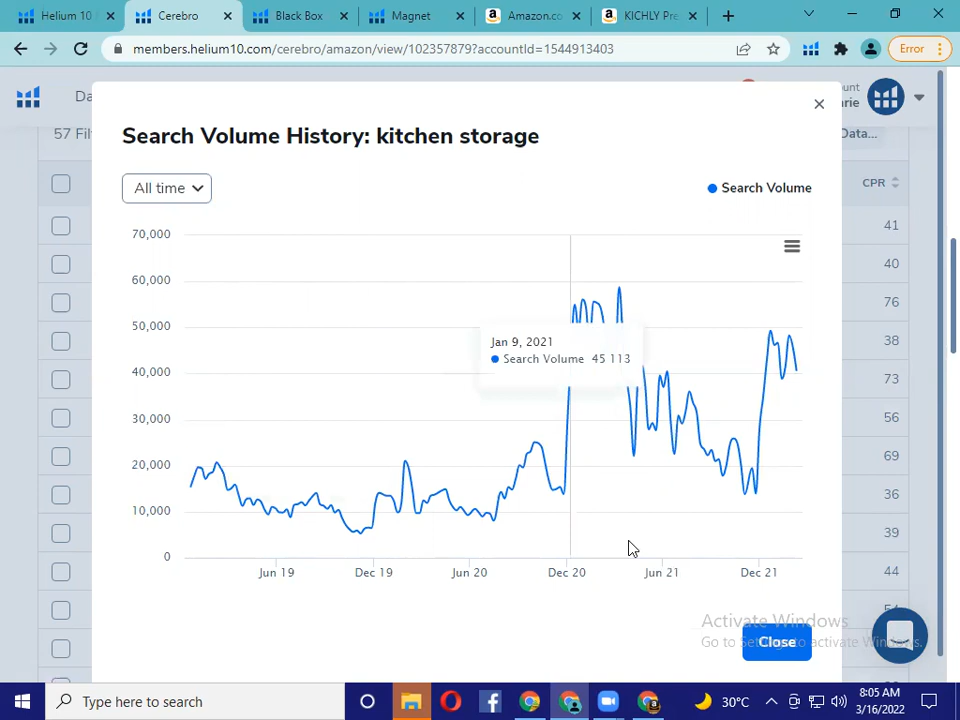 Helium 10
Cerebro
Black Box
Magnet
Amazon.co
KICHLY Pre
members.helium10.com/cerebro/amazon/view/102357879?accountId=1544913403
Error
Da
ount
rie
57 Filt
Data...
CPR
41
40
76
38
73
56
69
36
39
44
Search Volume History: kitchen storage
All time
Search Volume
70,000
60,000
50,000
40,000
30,000
20,000
10,000
0
Jan 9, 2021
Search Volume 45 113
Jun 19
Dec 19
Jun 20
Dec 20
Jun 21
Dec 21
Activate Windows
Go to Settings to activate Windows.
Close
Type here to search
30°C
8:05 AM
3/16/2022